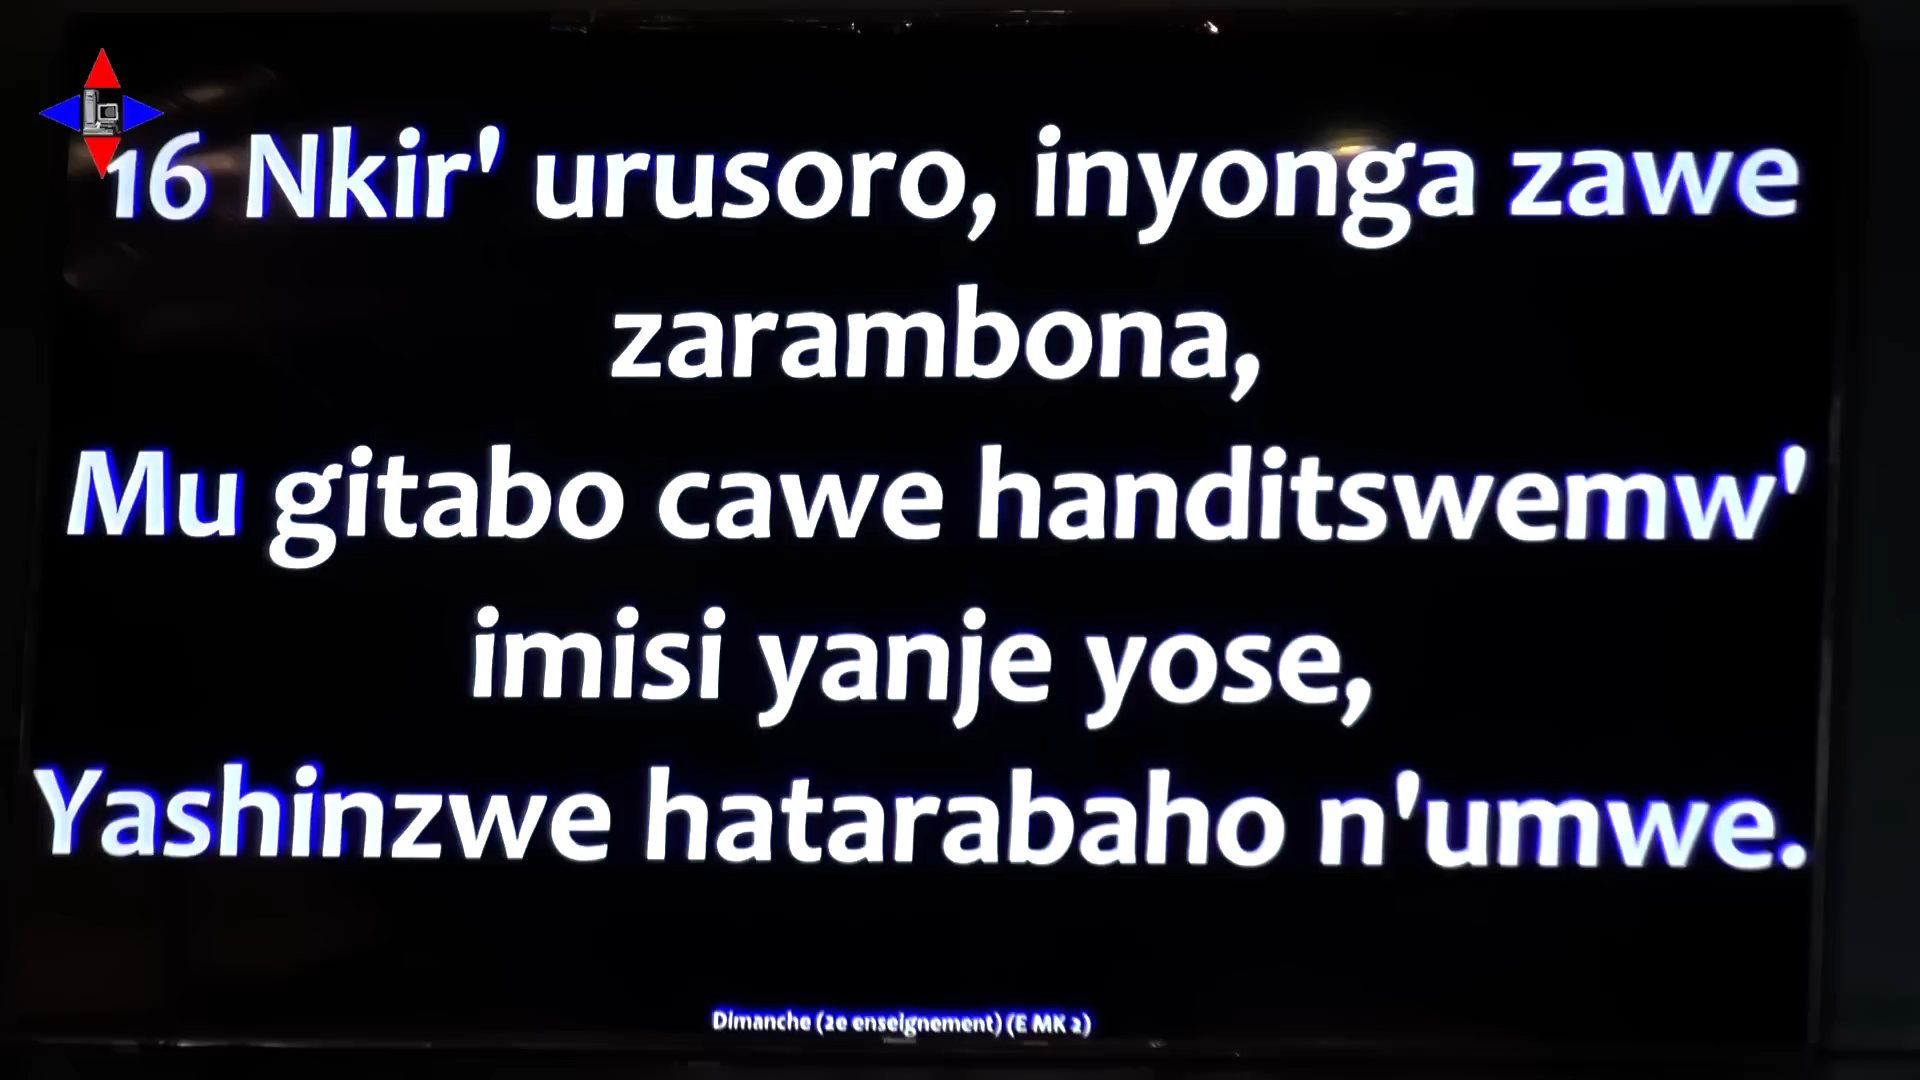 16 Nkir' urusoro, inyonga zawe
zarambona,
Mu gitabo cawe handitswemw'
imisi yanje yose,
Yashinzwe hatarabaho n'umwe.
Dimanche (2e enseignement) (E MK 2)